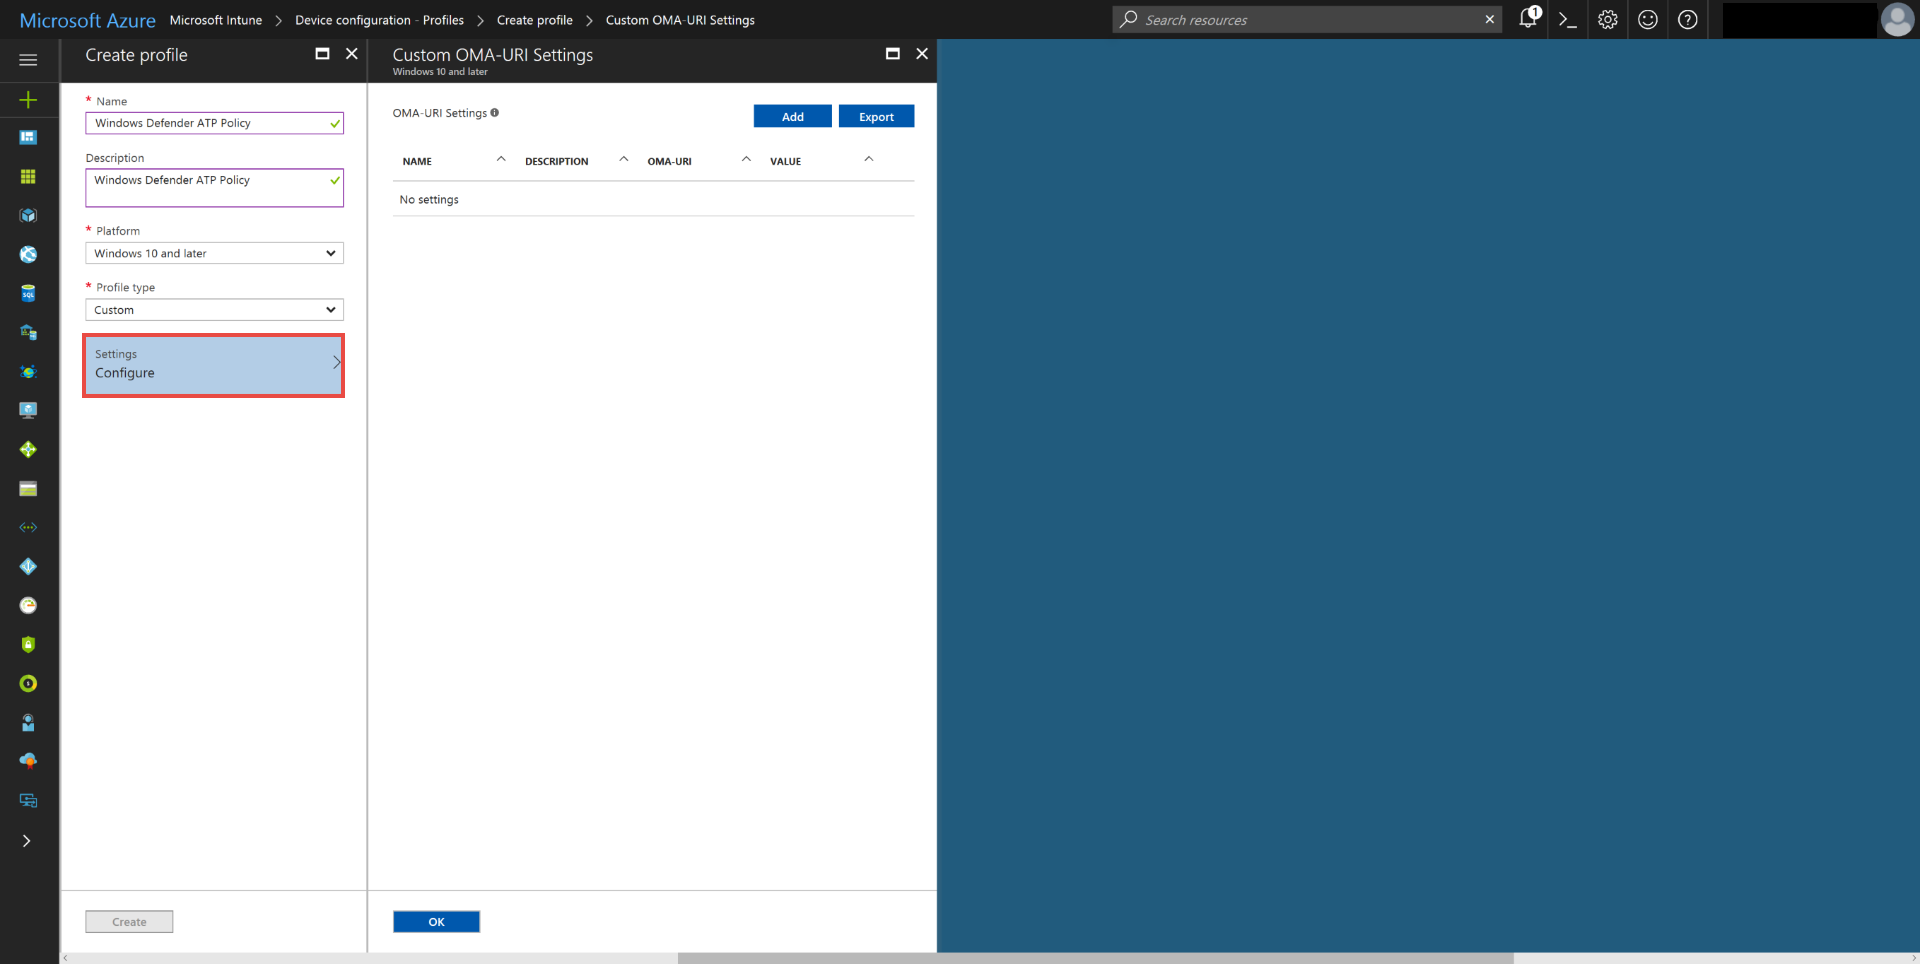 Microsoft Azure Microsoft Intune > Device configuration - Profiles > Create profile > Custom OMA-URI Settings
Search resources
1
Create profile
* Name
Windows Defender ATP Policy
Description
Windows Defender ATP Policy
* Platform
Windows 10 and later
* Profile type
Custom
Settings
Configure
Create
Custom OMA-URI Settings
Windows 10 and later
OMA-URI Settings
Add
Export
NAME DESCRIPTION OMA-URI VALUE
No settings
OK
SQL